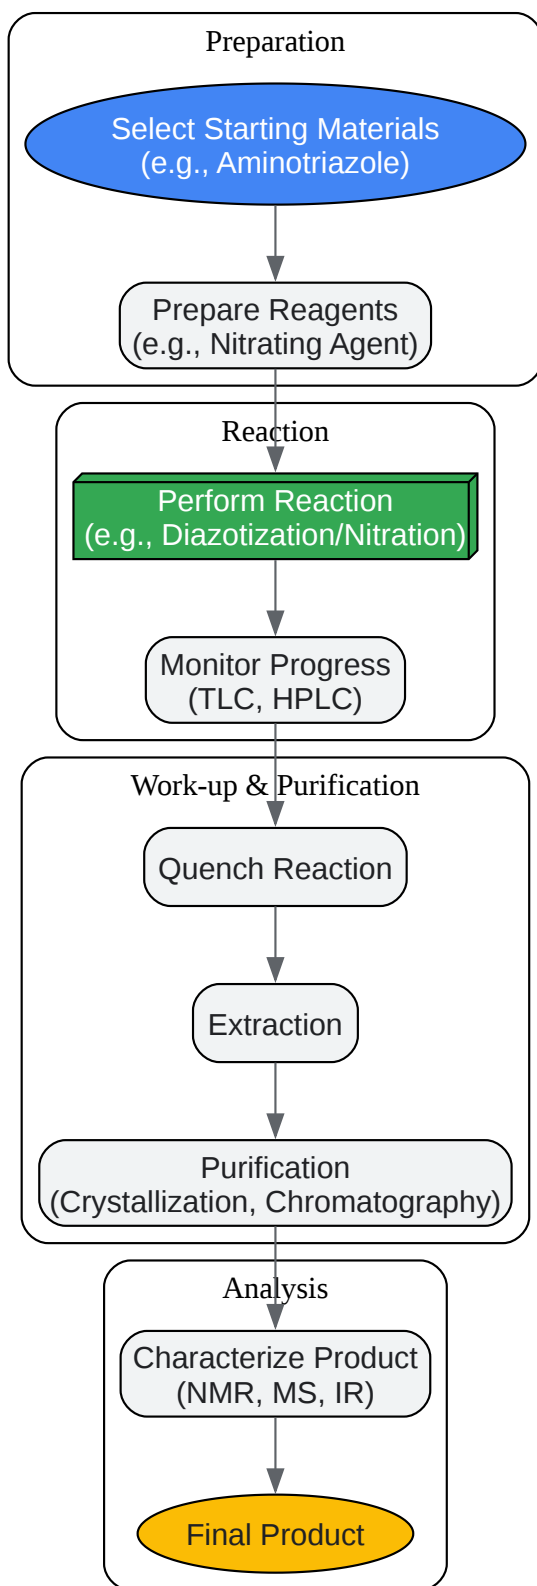 Preparation
Select Starting Materials
(e.g., Aminotriazole)
Prepare Reagents
(e.g., Nitrating Agent)
Reaction
Perform Reaction
(e.g., Diazotization/Nitration)
Monitor Progress
(TLC, HPLC)
Work-up & Purification
Quench Reaction
Extraction
Purification
(Crystallization, Chromatography)
Analysis
Characterize Product
(NMR, MS, IR)
Final Product